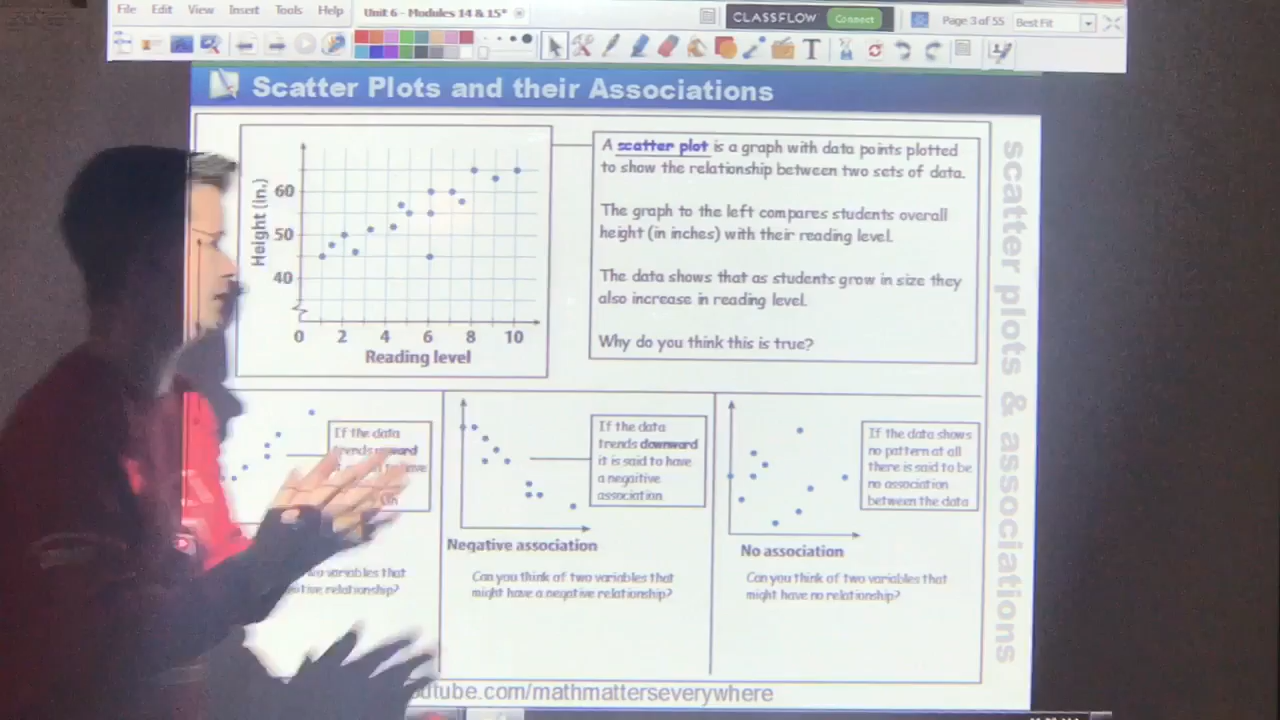 File Edit View Insert Tools Help
Unit 6 - Modules 14 & 15*
CLASSFLOW Connect
Page 3 of 55
Best Fit
T
Scatter Plots and their Associations
Height (in.)
60
50
40
0 2 4 6 8 10
Reading level
A scatter plot is a graph with data points plotted
to show the relationship between two sets of data.
The graph to the left compares students overall
height (in inches) with their reading level.
The data shows that as students grow in size they
also increase in reading level.
Why do you think this is true?
scatter plots & associations
If the data
trends
variables that
relationship?
If the data
trends downward
it is said to have
a negaitive
association
Negative association
Can you think of two variables that
might have a negative relationship?
If the data shows
no pattern at all
there is said to be
no association
between the data
No association
Can you think of two variables that
might have no relationship?
utube.com/mathmatterseverywhere